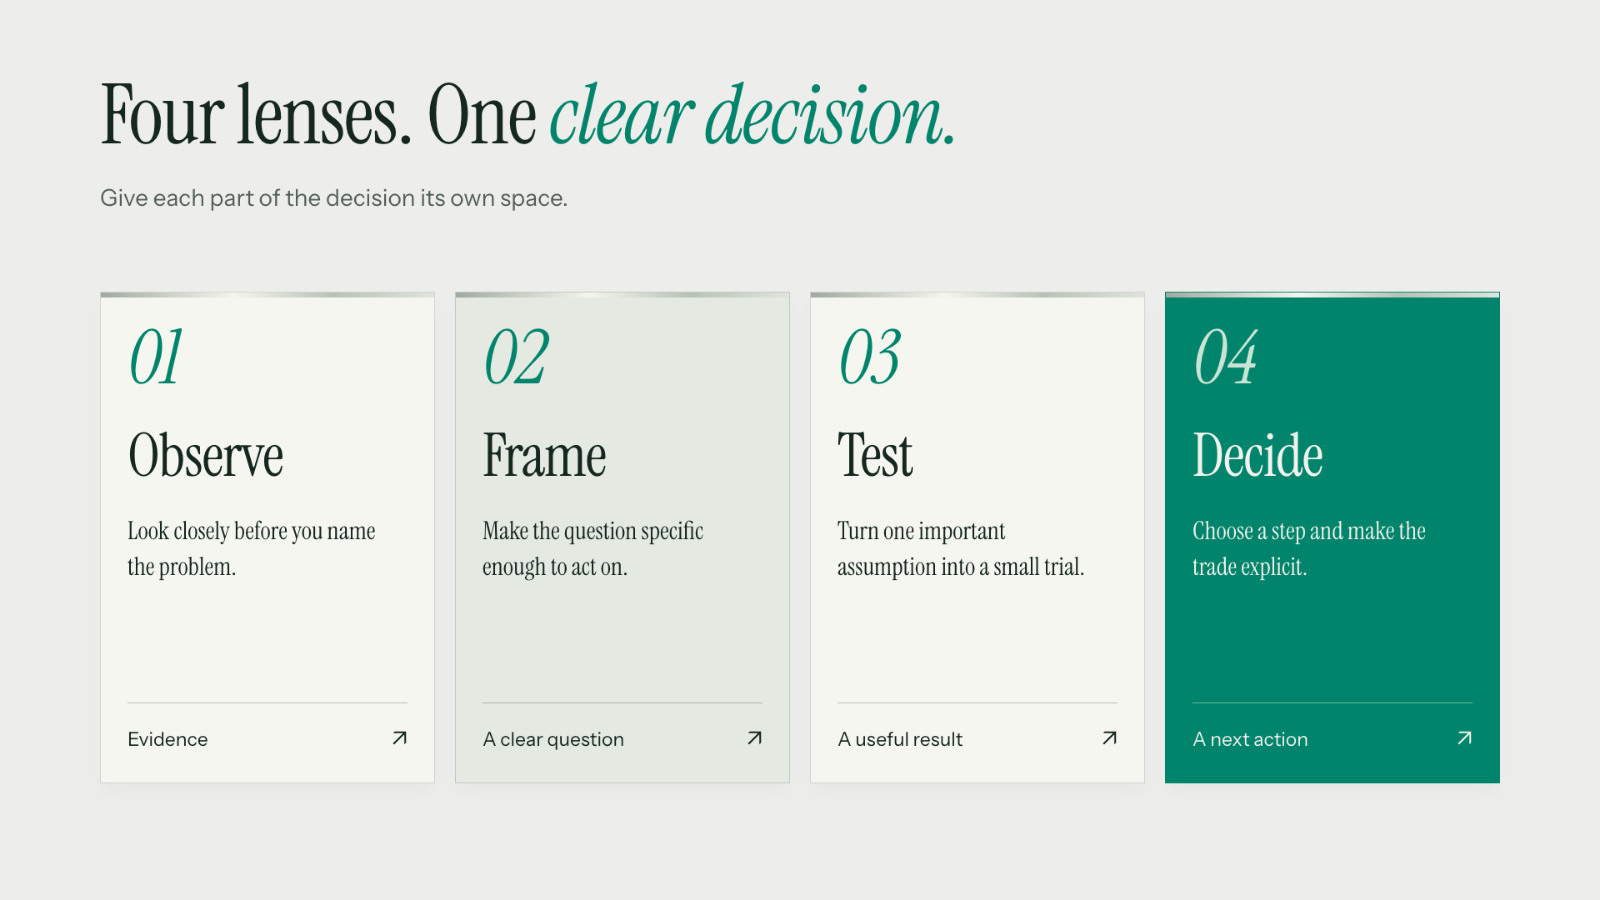 Four lenses. One clear decision.
Give each part of the decision its own space.
01
Observe
Look closely before you name
the problem.
Evidence
02
Frame
Make the question specific
enough to act on.
A clear question
03
Test
Turn one important
assumption into a small trial.
A useful result
04
Decide
Choose a step and make the
trade explicit.
A next action